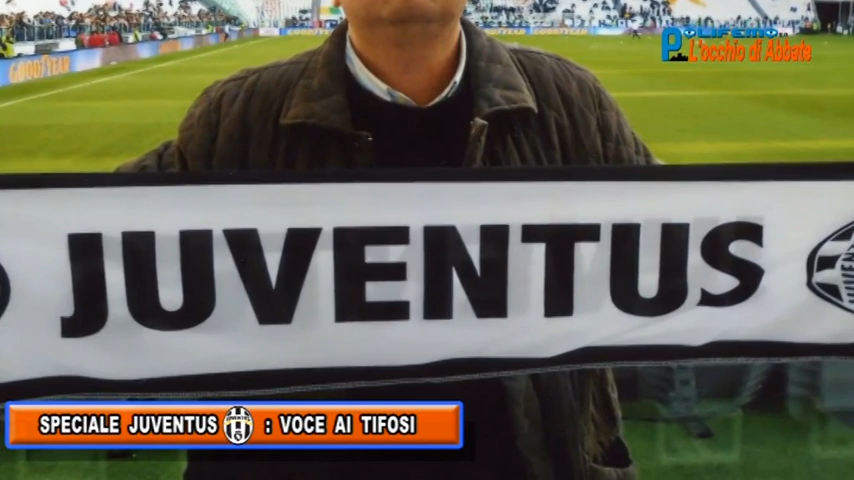 GOODYEAR
POLIFEMO
L'occhio di Abbate
JUVENTUS
SPECIALE JUVENTUS : VOCE AI TIFOSI